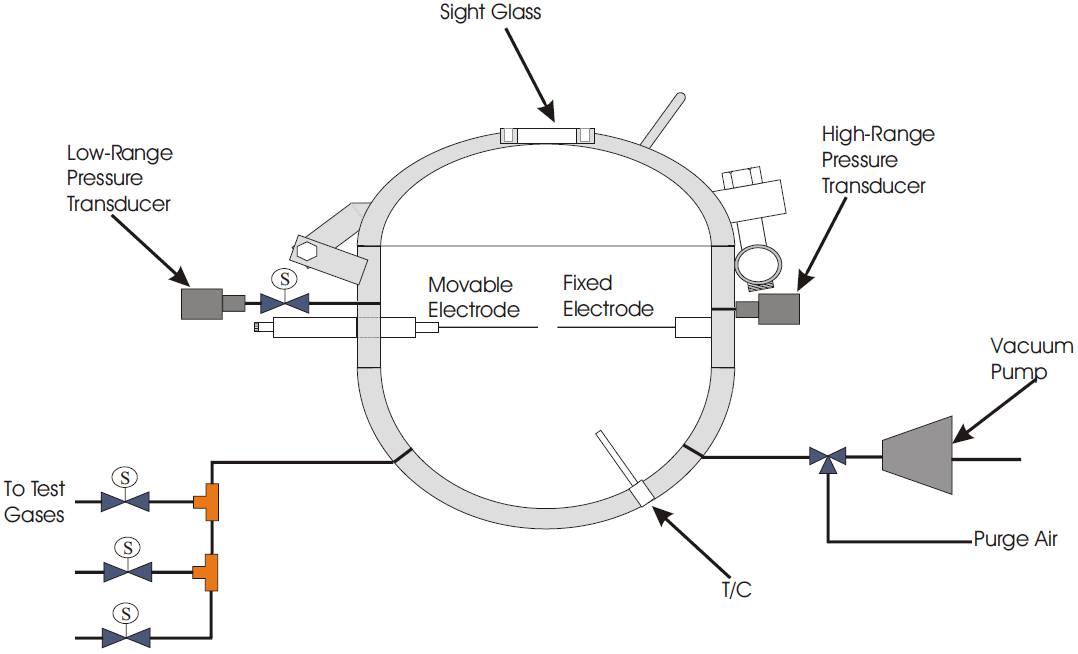 Sight Glass
Low-Range
Pressure
Transducer
High-Range
Pressure
Transducer
S
Movable
Electrode
Fixed
Electrode
Vacuum
Pump
To Test
Gases
S
S
S
Purge Air
T/C